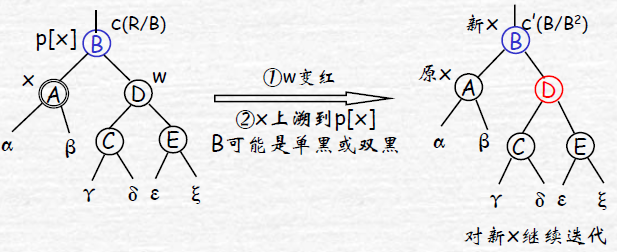 p[x] B c(R/B)
x A D w
C E
α β
γ δ ε ξ
①w变红
②x上溯到p[x]
B可能是单黑或双黑
新x B c'(B/B²)
原x A D
C E
α β
γ δ ε ξ
对新x继续迭代